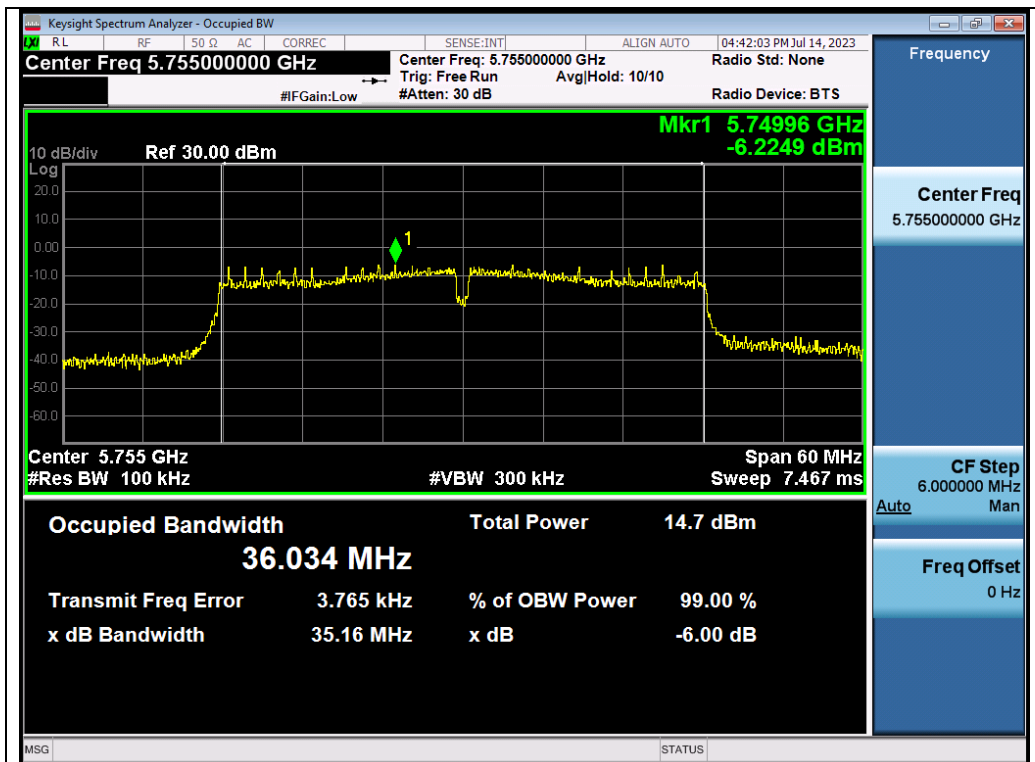 Keysight Spectrum Analyzer - Occupied BW
LXI RL RF 50 Ω AC CORREC SENSE:INT ALIGN AUTO 04:42:03 PM Jul 14, 2023
Center Freq 5.755000000 GHz Center Freq: 5.755000000 GHz Radio Std: None
Trig: Free Run Avg|Hold: 10/10
#IFGain:Low #Atten: 30 dB Radio Device: BTS
Frequency
Mkr1 5.74996 GHz
-6.2249 dBm
10 dB/div Ref 30.00 dBm
Log
20.0
10.0
0.00
-10.0
-20.0
-30.0
-40.0
-50.0
-60.0
1
Center 5.755 GHz Span 60 MHz
#Res BW 100 kHz #VBW 300 kHz Sweep 7.467 ms
Center Freq
5.755000000 GHz
CF Step
6.000000 MHz
Auto Man
Freq Offset
0 Hz
Occupied Bandwidth Total Power 14.7 dBm
36.034 MHz
Transmit Freq Error 3.765 kHz % of OBW Power 99.00 %
x dB Bandwidth 35.16 MHz x dB -6.00 dB
MSG STATUS